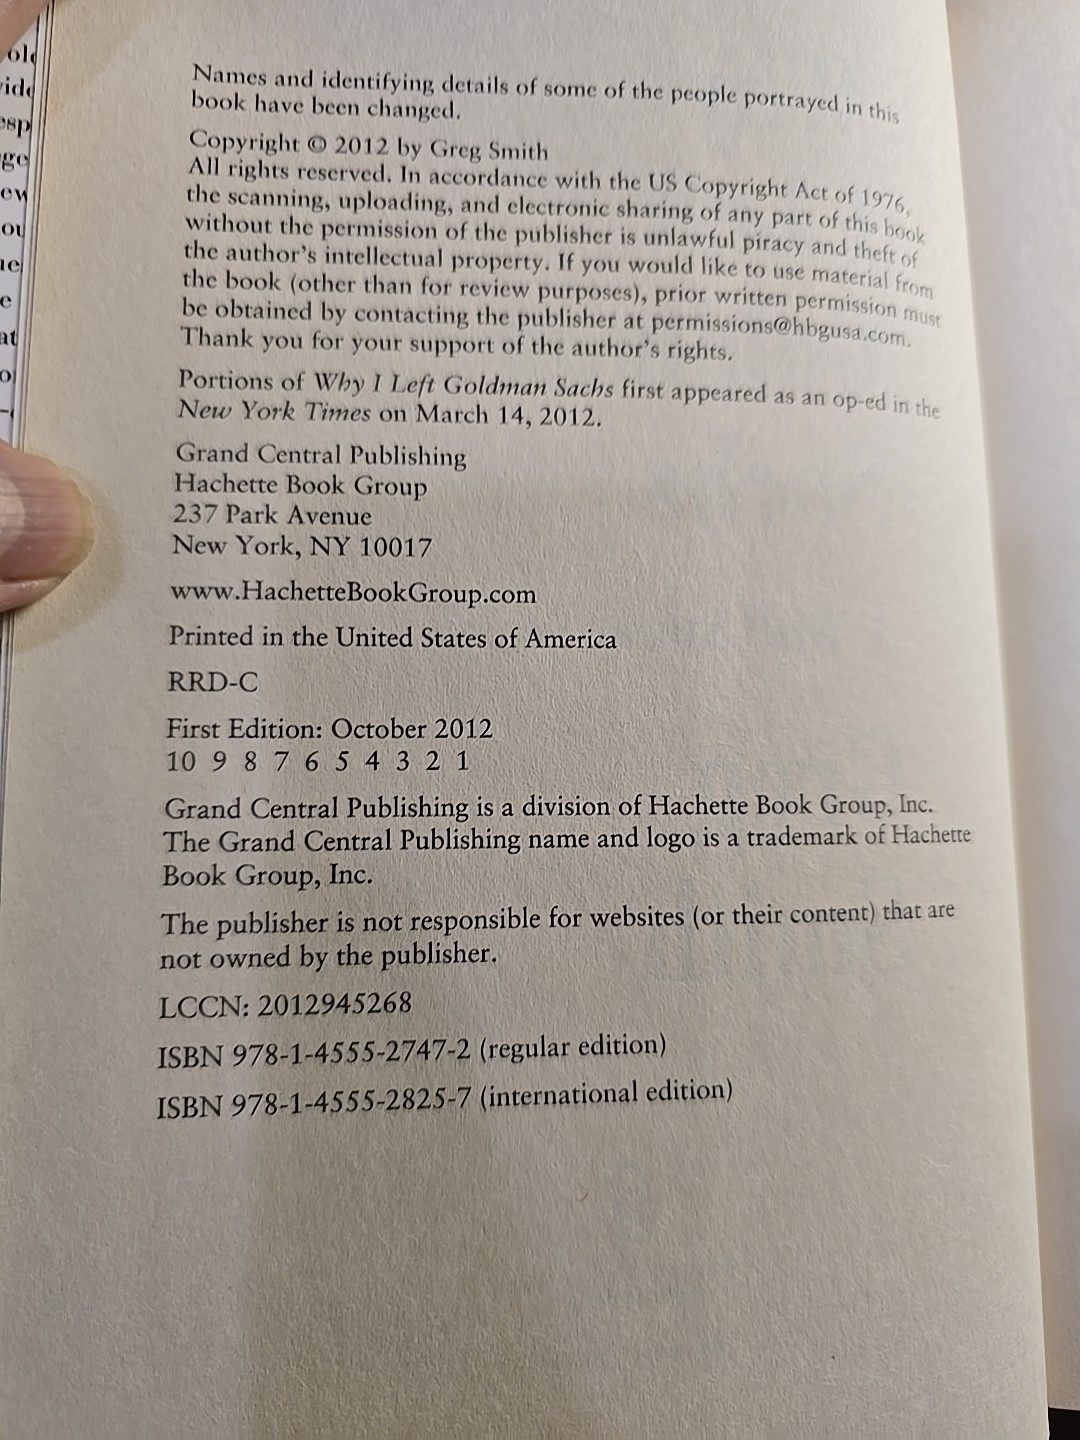 Names and identifying details of some of the people portrayed in this
book have been changed.
Copyright © 2012 by Greg Smith
All rights reserved. In accordance with the US Copyright Act of 1976,
the scanning, uploading, and electronic sharing of any part of this book
without the permission of the publisher is unlawful piracy and theft of
the author's intellectual property. If you would like to use material from
the book (other than for review purposes), prior written permission must
be obtained by contacting the publisher at permissions@hbgusa.com.
Thank you for your support of the author's rights.
Portions of Why I Left Goldman Sachs first appeared as an op-ed in the
New York Times on March 14, 2012.
Grand Central Publishing
Hachette Book Group
237 Park Avenue
New York, NY 10017
www.HachetteBookGroup.com
Printed in the United States of America
RRD-C
First Edition: October 2012
10 9 8 7 6 5 4 3 2 1
Grand Central Publishing is a division of Hachette Book Group, Inc.
The Grand Central Publishing name and logo is a trademark of Hachette
Book Group, Inc.
The publisher is not responsible for websites (or their content) that are
not owned by the publisher.
LCCN: 2012945268
ISBN 978-1-4555-2747-2 (regular edition)
ISBN 978-1-4555-2825-7 (international edition)